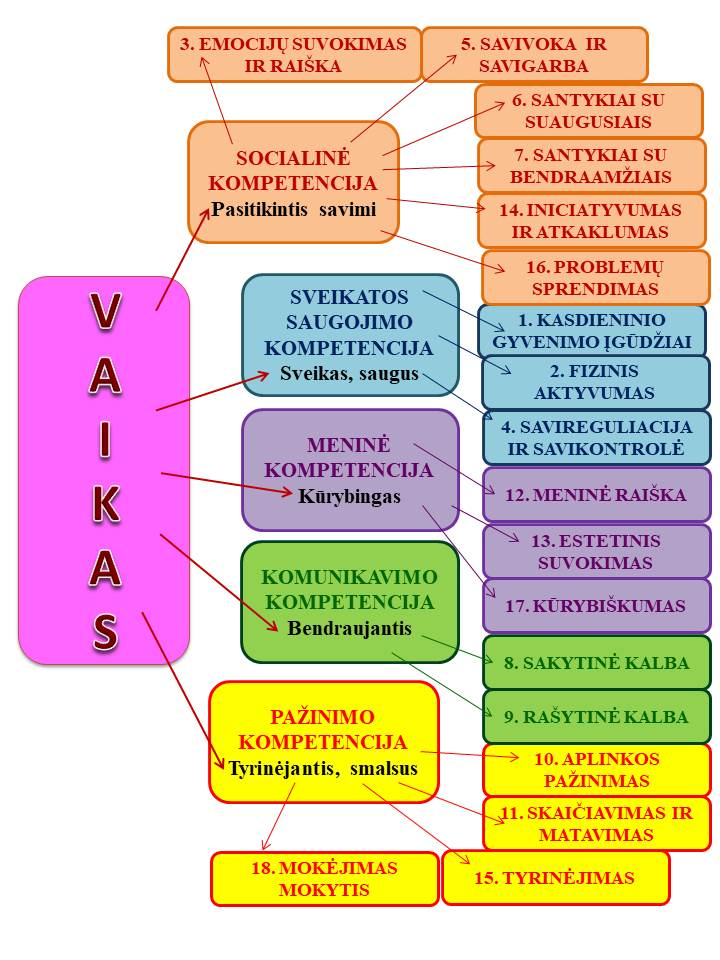 3. EMOCIJŲ SUVOKIMAS
IR RAIŠKA
5. SAVIVOKA IR
SAVIGARBA
6. SANTYKIAI SU
SUAUGUSIAIS
SOCIALINĖ
KOMPETENCIJA
Pasitikintis savimi
7. SANTYKIAI SU
BENDRAAMŽIAIS
14. INICIATYVUMAS
IR ATKAKLUMAS
16. PROBLEMŲ
SPRENDIMAS
VAIKAS
SVEIKATOS
SAUGOJIMO
KOMPETENCIJA
Sveikas, saugus
1. KASDIENINIO
GYVENIMO ĮGŪDŽIAI
2. FIZINIS
AKTYVUMAS
4. SAVIREGULIACIJA
IR SAVIKONTROLĖ
MENINĖ
KOMPETENCIJA
Kūrybingas
12. MENINĖ RAIŠKA
13. ESTETINIS
SUVOKIMAS
17. KŪRYBIŠKUMAS
KOMUNIKAVIMO
KOMPETENCIJA
Bendraujantis
8. SAKYTINĖ KALBA
9. RAŠYTINĖ KALBA
PAŽINIMO
KOMPETENCIJA
Tyrinėjantis, smalsus
10. APLINKOS
PAŽINIMAS
11. SKAIČIAVIMAS IR
MATAVIMAS
18. MOKĖJIMAS
MOKYTIS
15. TYRINĖJIMAS